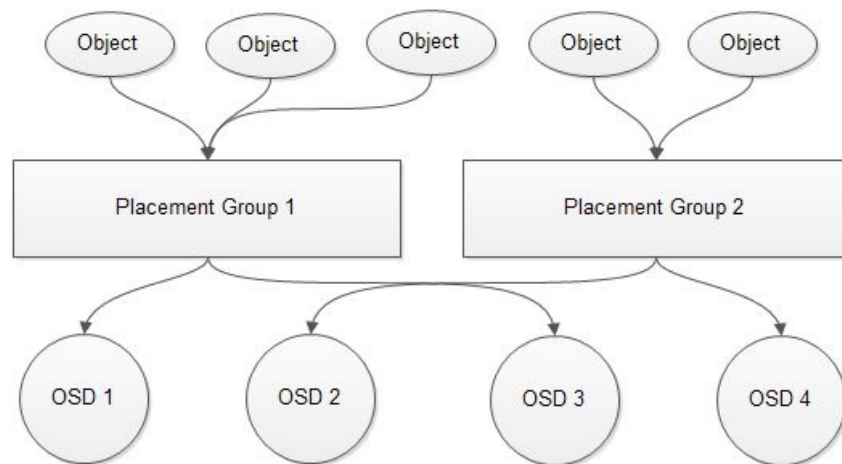 Object
Object
Object
Object
Object
Placement Group 1
Placement Group 2
OSD 1
OSD 2
OSD 3
OSD 4